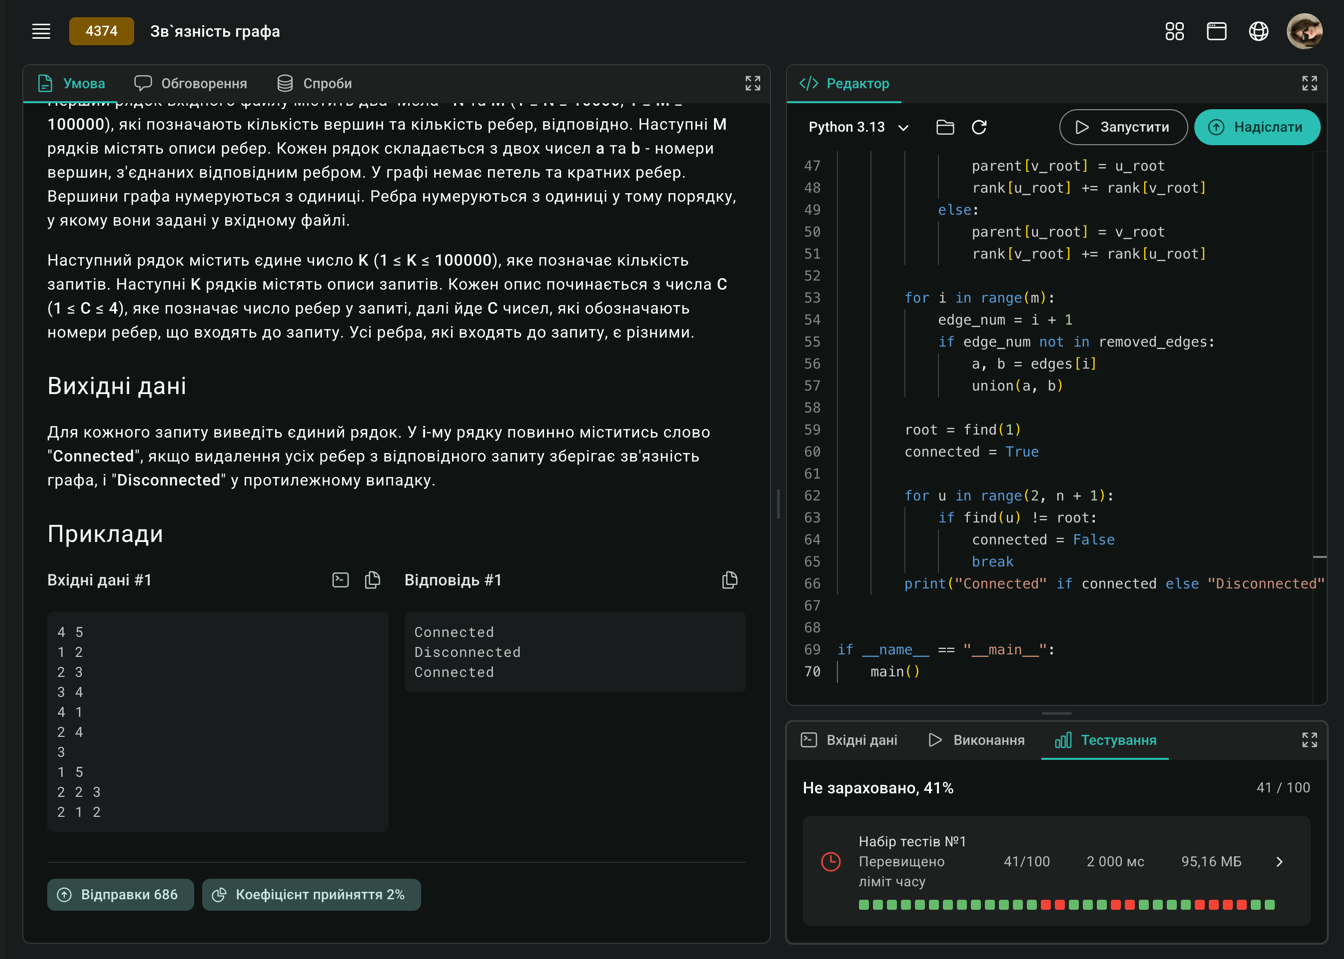 4374
Зв`язність графа
Умова
Обговорення
Спроби
100000), які позначають кількість вершин та кількість ребер, відповідно. Наступні M
рядків містять описи ребер. Кожен рядок складається з двох чисел a та b - номери
вершин, з'єднаних відповідним ребром. У графі немає петель та кратних ребер.
Вершини графа нумеруються з одиниці. Ребра нумеруються з одиниці у тому порядку,
у якому вони задані у вхідному файлі.
Наступний рядок містить єдине число K (1 ≤ K ≤ 100000), яке позначає кількість
запитів. Наступні K рядків містять описи запитів. Кожен опис починається з числа C
(1 ≤ C ≤ 4), яке позначає число ребер у запиті, далі йде C чисел, які обозначають
номери ребер, що входять до запиту. Усі ребра, які входять до запиту, є різними.
Вихідні дані
Для кожного запиту виведіть єдиний рядок. У i-му рядку повинно міститись слово
"Connected", якщо видалення усіх ребер з відповідного запиту зберігає зв'язність
графа, і "Disconnected" у протилежному випадку.
Приклади
Вхідні дані #1
4 5
1 2
2 3
3 4
4 1
2 4
3
1 5
2 2 3
2 1 2
Відповідь #1
Connected
Disconnected
Connected
Відправки 686
Коефіцієнт прийняття 2%
Редактор
Python 3.13
Запустити
Надіслати
47 parent[v_root] = u_root
48 rank[u_root] += rank[v_root]
49 else:
50 parent[u_root] = v_root
51 rank[v_root] += rank[u_root]
52
53 for i in range(m):
54 edge_num = i + 1
55 if edge_num not in removed_edges:
56 a, b = edges[i]
57 union(a, b)
58
59 root = find(1)
60 connected = True
61
62 for u in range(2, n + 1):
63 if find(u) != root:
64 connected = False
65 break
66 print("Connected" if connected else "Disconnected"
67
68
69 if __name__ == "__main__":
70 main()
Вхідні дані
Виконання
Тестування
Не зараховано, 41%
41 / 100
Набір тестів №1
Перевищено
ліміт часу
41/100
2 000 мс
95,16 МБ